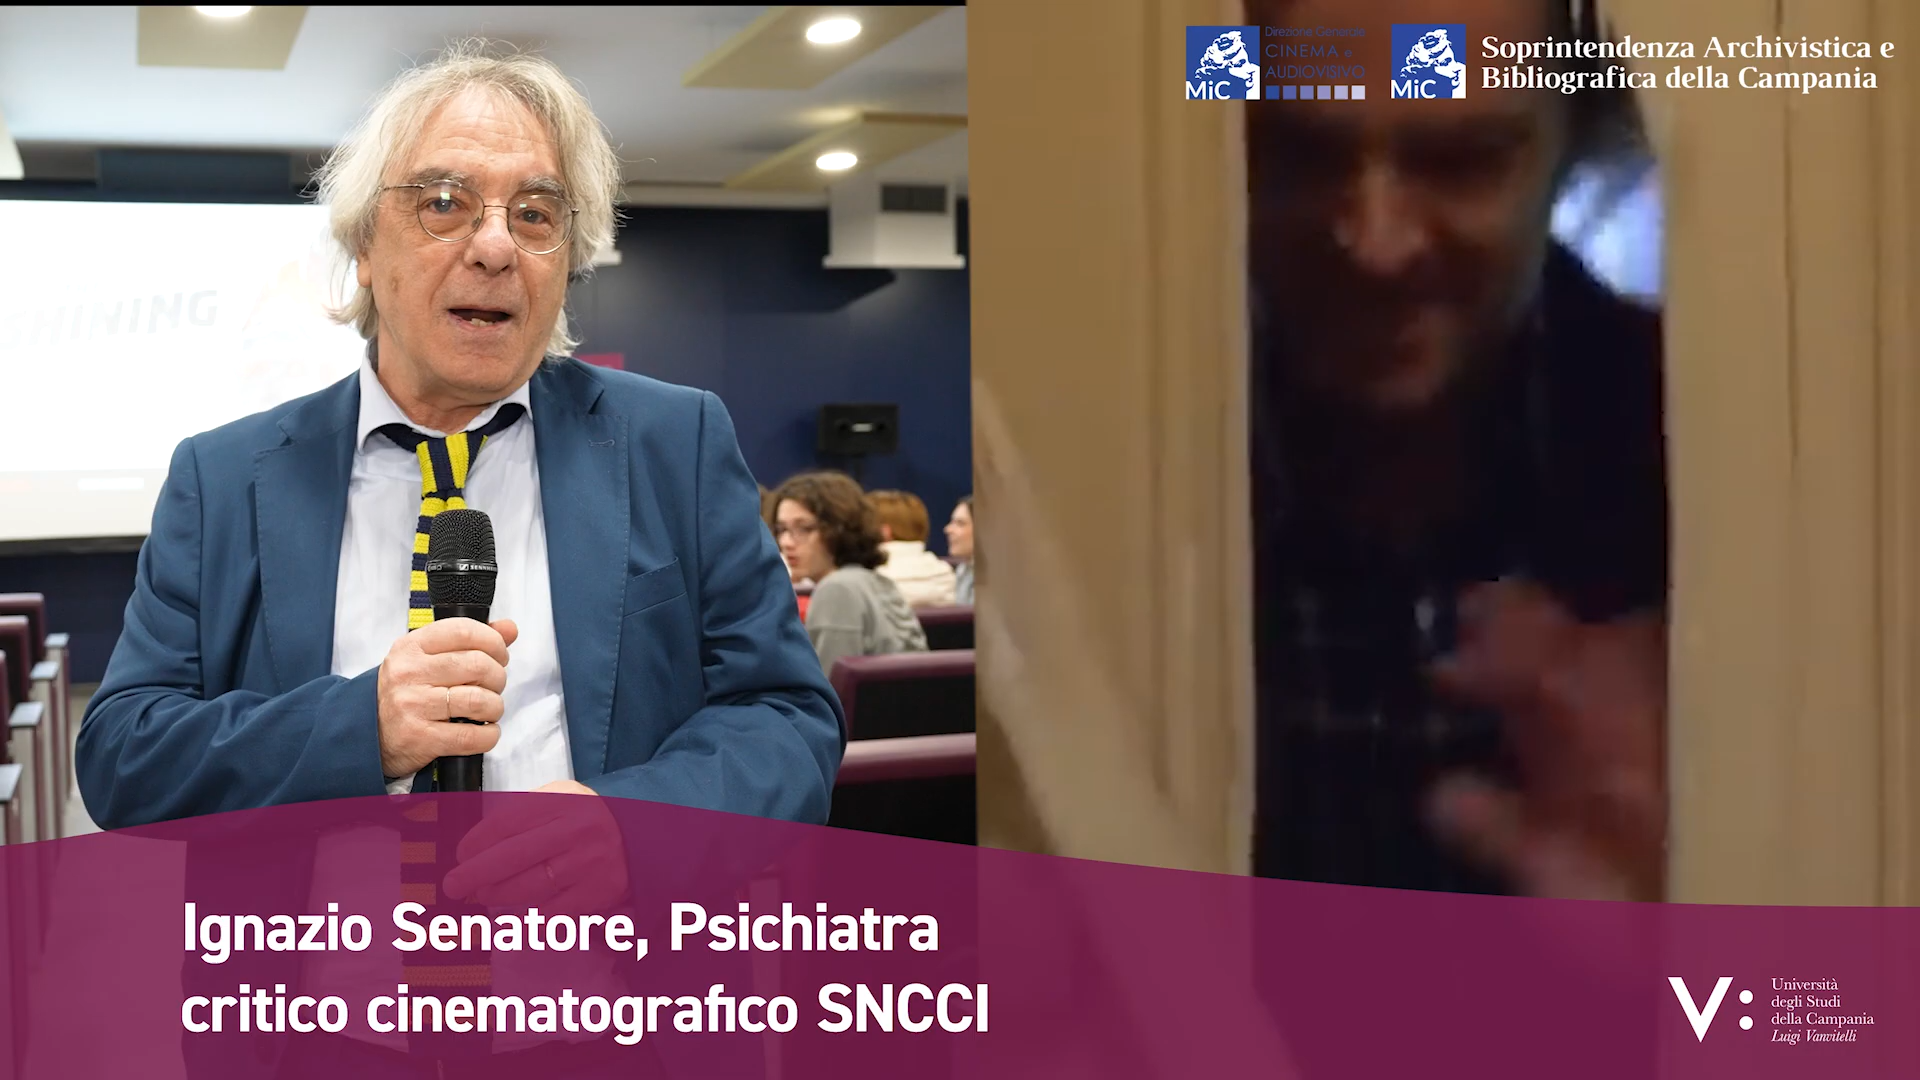 Direzione Generale
CINEMA e
AUDIOVISIVO
MiC
MiC
Soprintendenza Archivistica e
Bibliografica della Campania
SHINING
SENNHEISER
Ignazio Senatore, Psichiatra
critico cinematografico SNCCI
V:
Università
degli Studi
della Campania
Luigi Vanvitelli